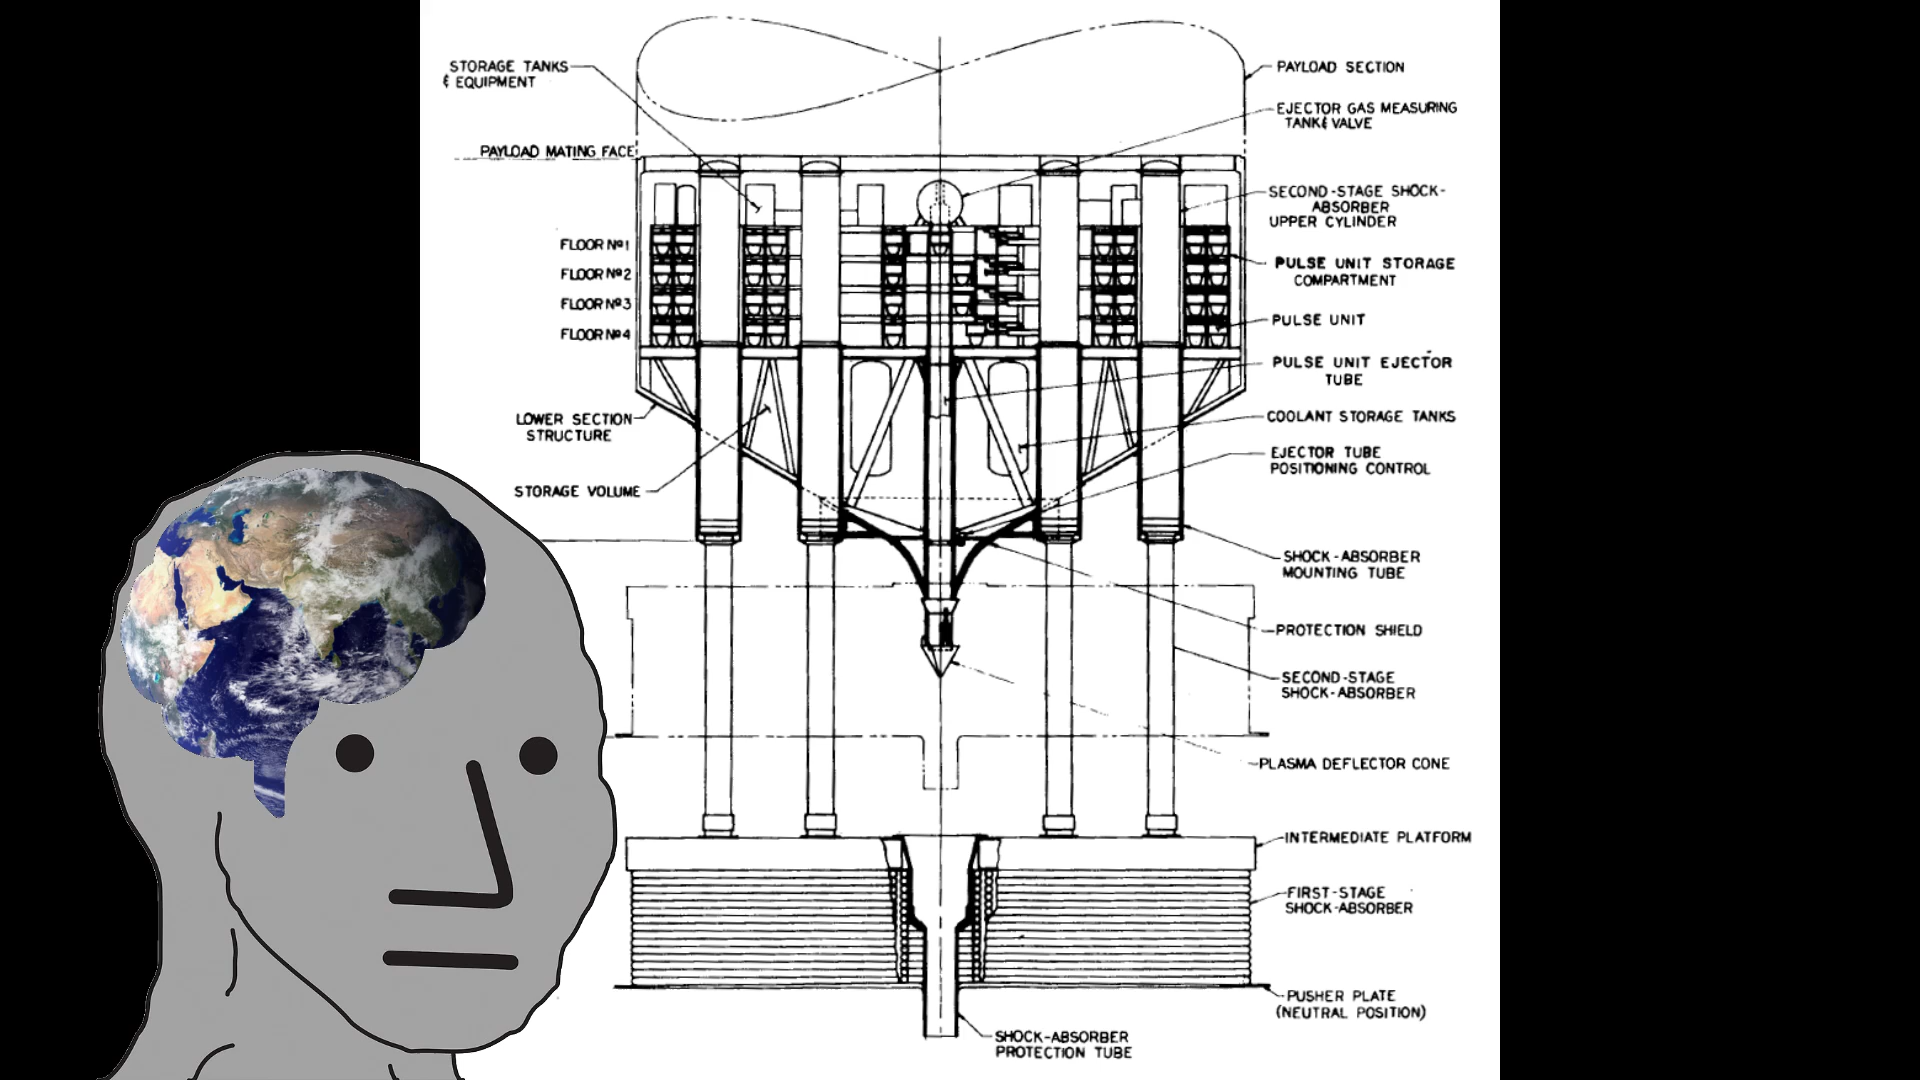 STORAGE TANKS
& EQUIPMENT
PAYLOAD MATING FACE
FLOOR Nº1
FLOOR Nº2
FLOOR Nº3
FLOOR Nº4
LOWER SECTION
STRUCTURE
STORAGE VOLUME
PAYLOAD SECTION
EJECTOR GAS MEASURING
TANK & VALVE
SECOND-STAGE SHOCK-
ABSORBER
UPPER CYLINDER
PULSE UNIT STORAGE
COMPARTMENT
PULSE UNIT
PULSE UNIT EJECTOR
TUBE
COOLANT STORAGE TANKS
EJECTOR TUBE
POSITIONING CONTROL
SHOCK-ABSORBER
MOUNTING TUBE
PROTECTION SHIELD
SECOND-STAGE
SHOCK-ABSORBER
PLASMA DEFLECTOR CONE
INTERMEDIATE PLATFORM
FIRST-STAGE
SHOCK-ABSORBER
PUSHER PLATE
(NEUTRAL POSITION)
SHOCK-ABSORBER
PROTECTION TUBE